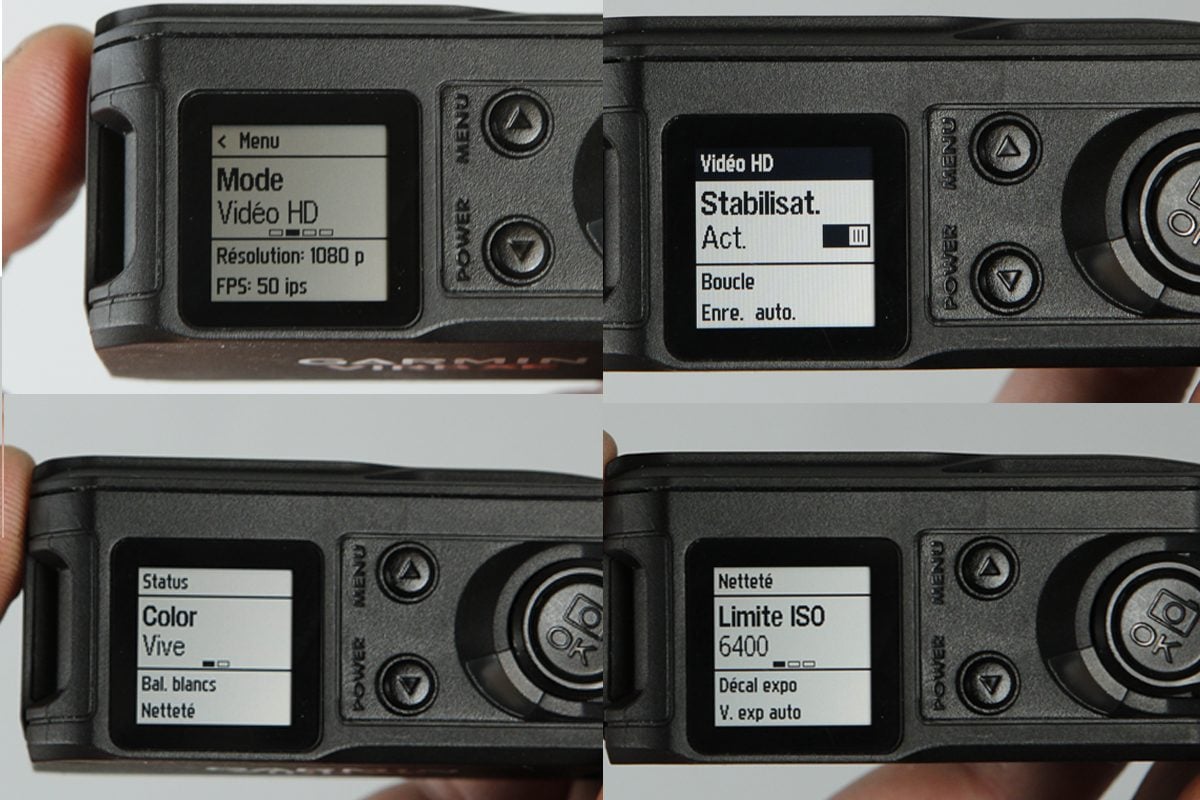 < Menu
Mode
Vidéo HD
Résolution: 1080 p
FPS: 50 ips
MENU
POWER
GARMIN
Vidéo HD
Stabilisat.
Act.
Boucle
Enre. auto.
MENU
POWER
OK
Status
Color
Vive
Bal. blancs
Netteté
MENU
POWER
OK
Netteté
Limite ISO
6400
Décal expo
V. exp auto
MENU
POWER
OK